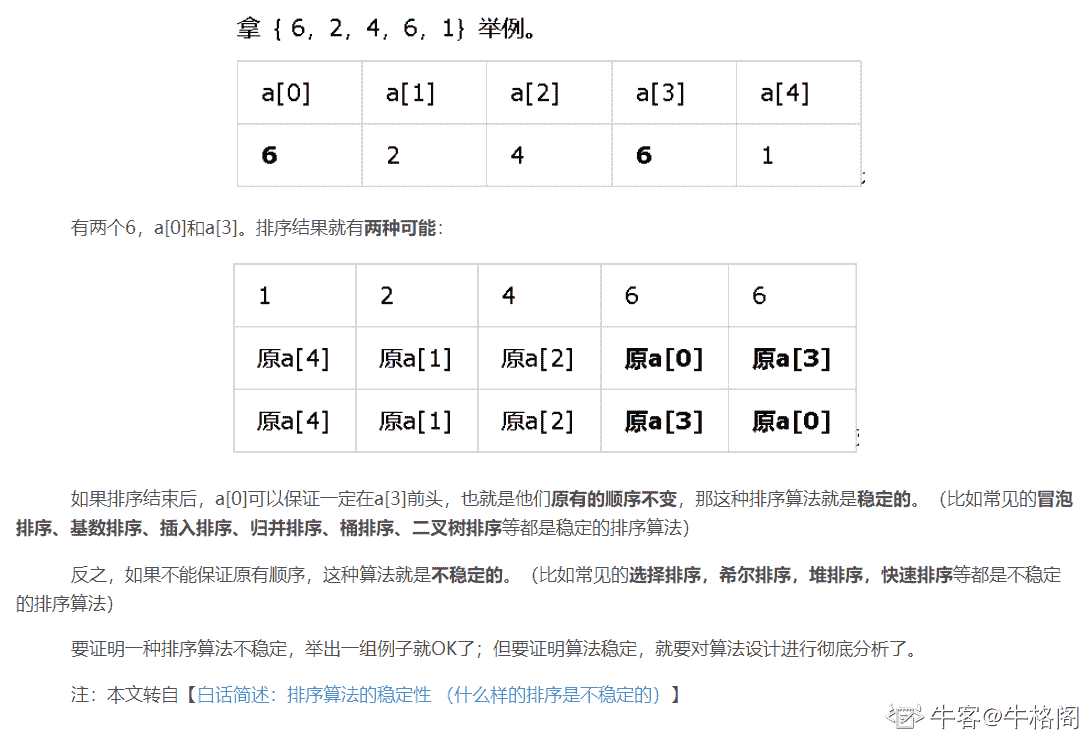 拿 { 6, 2, 4, 6, 1} 举例。
a[0] a[1] a[2] a[3] a[4]
6 2 4 6 1
;
有两个6，a[0]和a[3]。排序结果就有两种可能：
1 2 4 6 6
原a[4] 原a[1] 原a[2] 原a[0] 原a[3]
原a[4] 原a[1] 原a[2] 原a[3] 原a[0]
;
如果排序结束后，a[0]可以保证一定在a[3]前头，也就是他们原有的顺序不变，那这种排序算法就是稳定的。（比如常见的冒泡
排序、基数排序、插入排序、归并排序、桶排序、二叉树排序等都是稳定的排序算法）
反之，如果不能保证原有顺序，这种算法就是不稳定的。（比如常见的选择排序，希尔排序，堆排序，快速排序等都是不稳定
的排序算法）
要证明一种排序算法不稳定，举出一组例子就OK了；但要证明算法稳定，就要对算法设计进行彻底分析了。
注：本文转自【白话简述：排序算法的稳定性 （什么样的排序是不稳定的）】
牛客@牛格阁